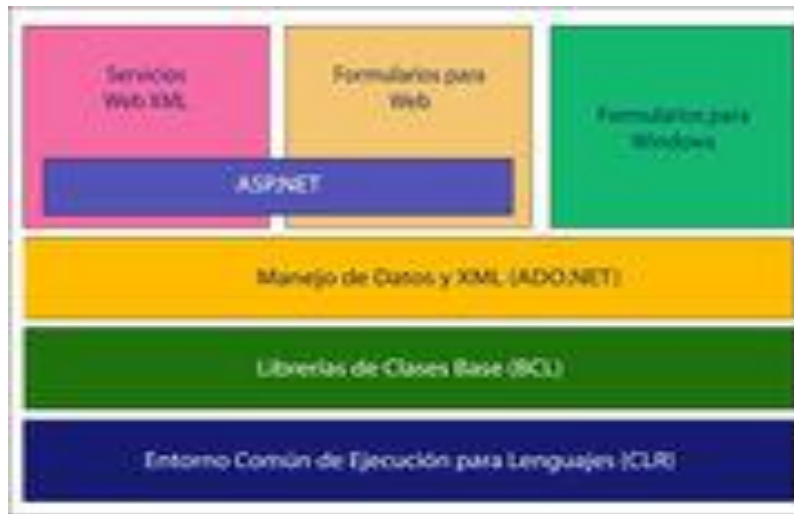 Servicios
Web XML
Formularios para
Web
Formularios para
Windows
ASP.NET
Manejo de Datos y XML (ADO.NET)
Librerías de Clases Base (BCL)
Entorno Común de Ejecución para Lenguajes (CLR)